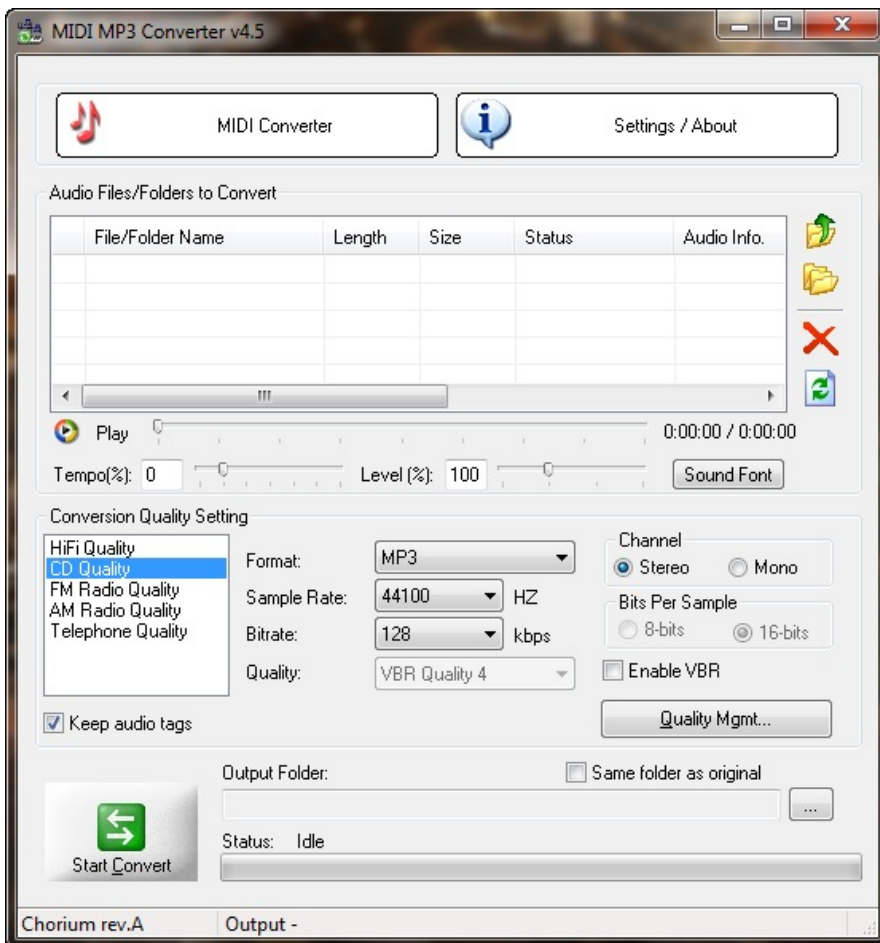 MIDI MP3 Converter v4.5
MIDI Converter
Settings / About
Audio Files/Folders to Convert
File/Folder Name Length Size Status Audio Info.
Play 0:00:00 / 0:00:00
Tempo(%): 0 Level (%): 100 Sound Font
Conversion Quality Setting
HiFi Quality
CD Quality
FM Radio Quality
AM Radio Quality
Telephone Quality
Keep audio tags
Format: MP3
Sample Rate: 44100 HZ
Bitrate: 128 kbps
Quality: VBR Quality 4
Channel
Stereo Mono
Bits Per Sample
8-bits 16-bits
Enable VBR
Quality Mgmt...
Output Folder: Same folder as original
...
Start Convert
Status: Idle
Chorium rev.A Output -